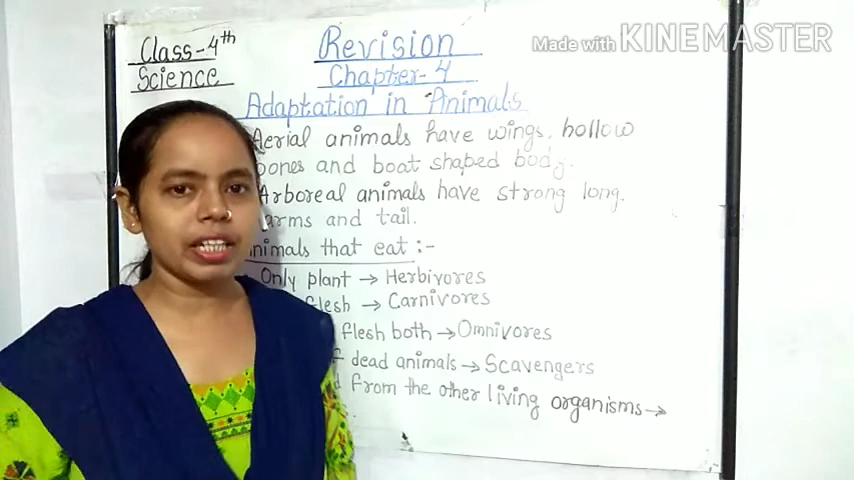 Class-4th
Science
Revision
Chapter-4
Adaptation in Animals
Made with KINEMASTER
Aerial animals have wings, hollow
bones and boat shaped body.
Arboreal animals have strong long.
arms and tail.
Animals that eat :-
Only plant → Herbivores
flesh → Carnivores
flesh both → Omnivores
of dead animals → Scavengers
from the other living organisms →